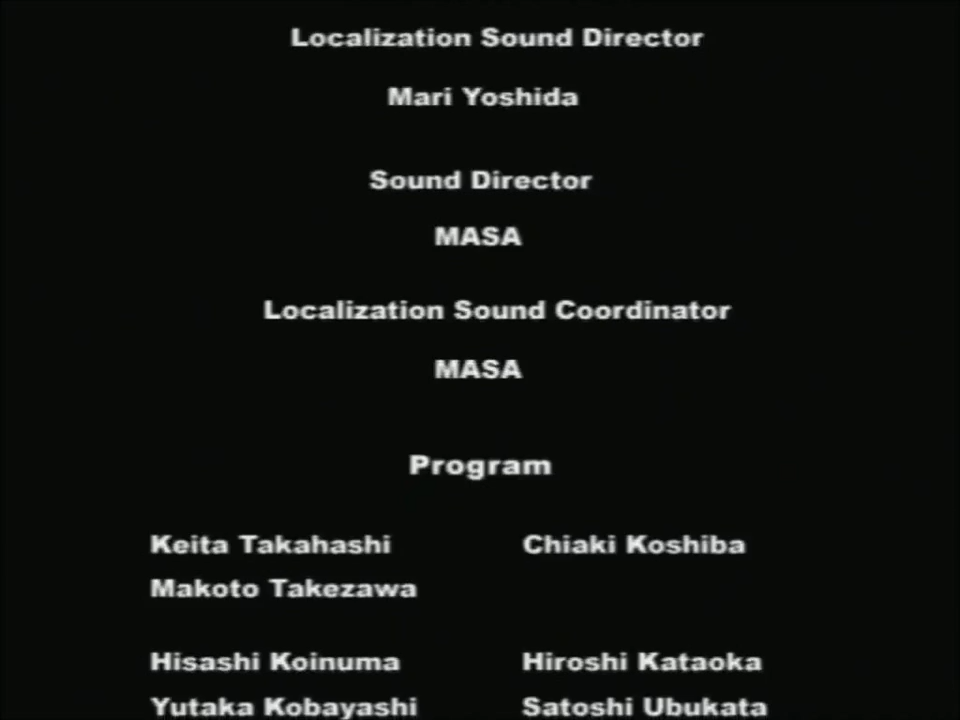 Localization Sound Director
Mari Yoshida
Sound Director
MASA
Localization Sound Coordinator
MASA
Program
Keita Takahashi Chiaki Koshiba
Makoto Takezawa
Hisashi Koinuma Hiroshi Kataoka
Yutaka Kobayashi Satoshi Ubukata